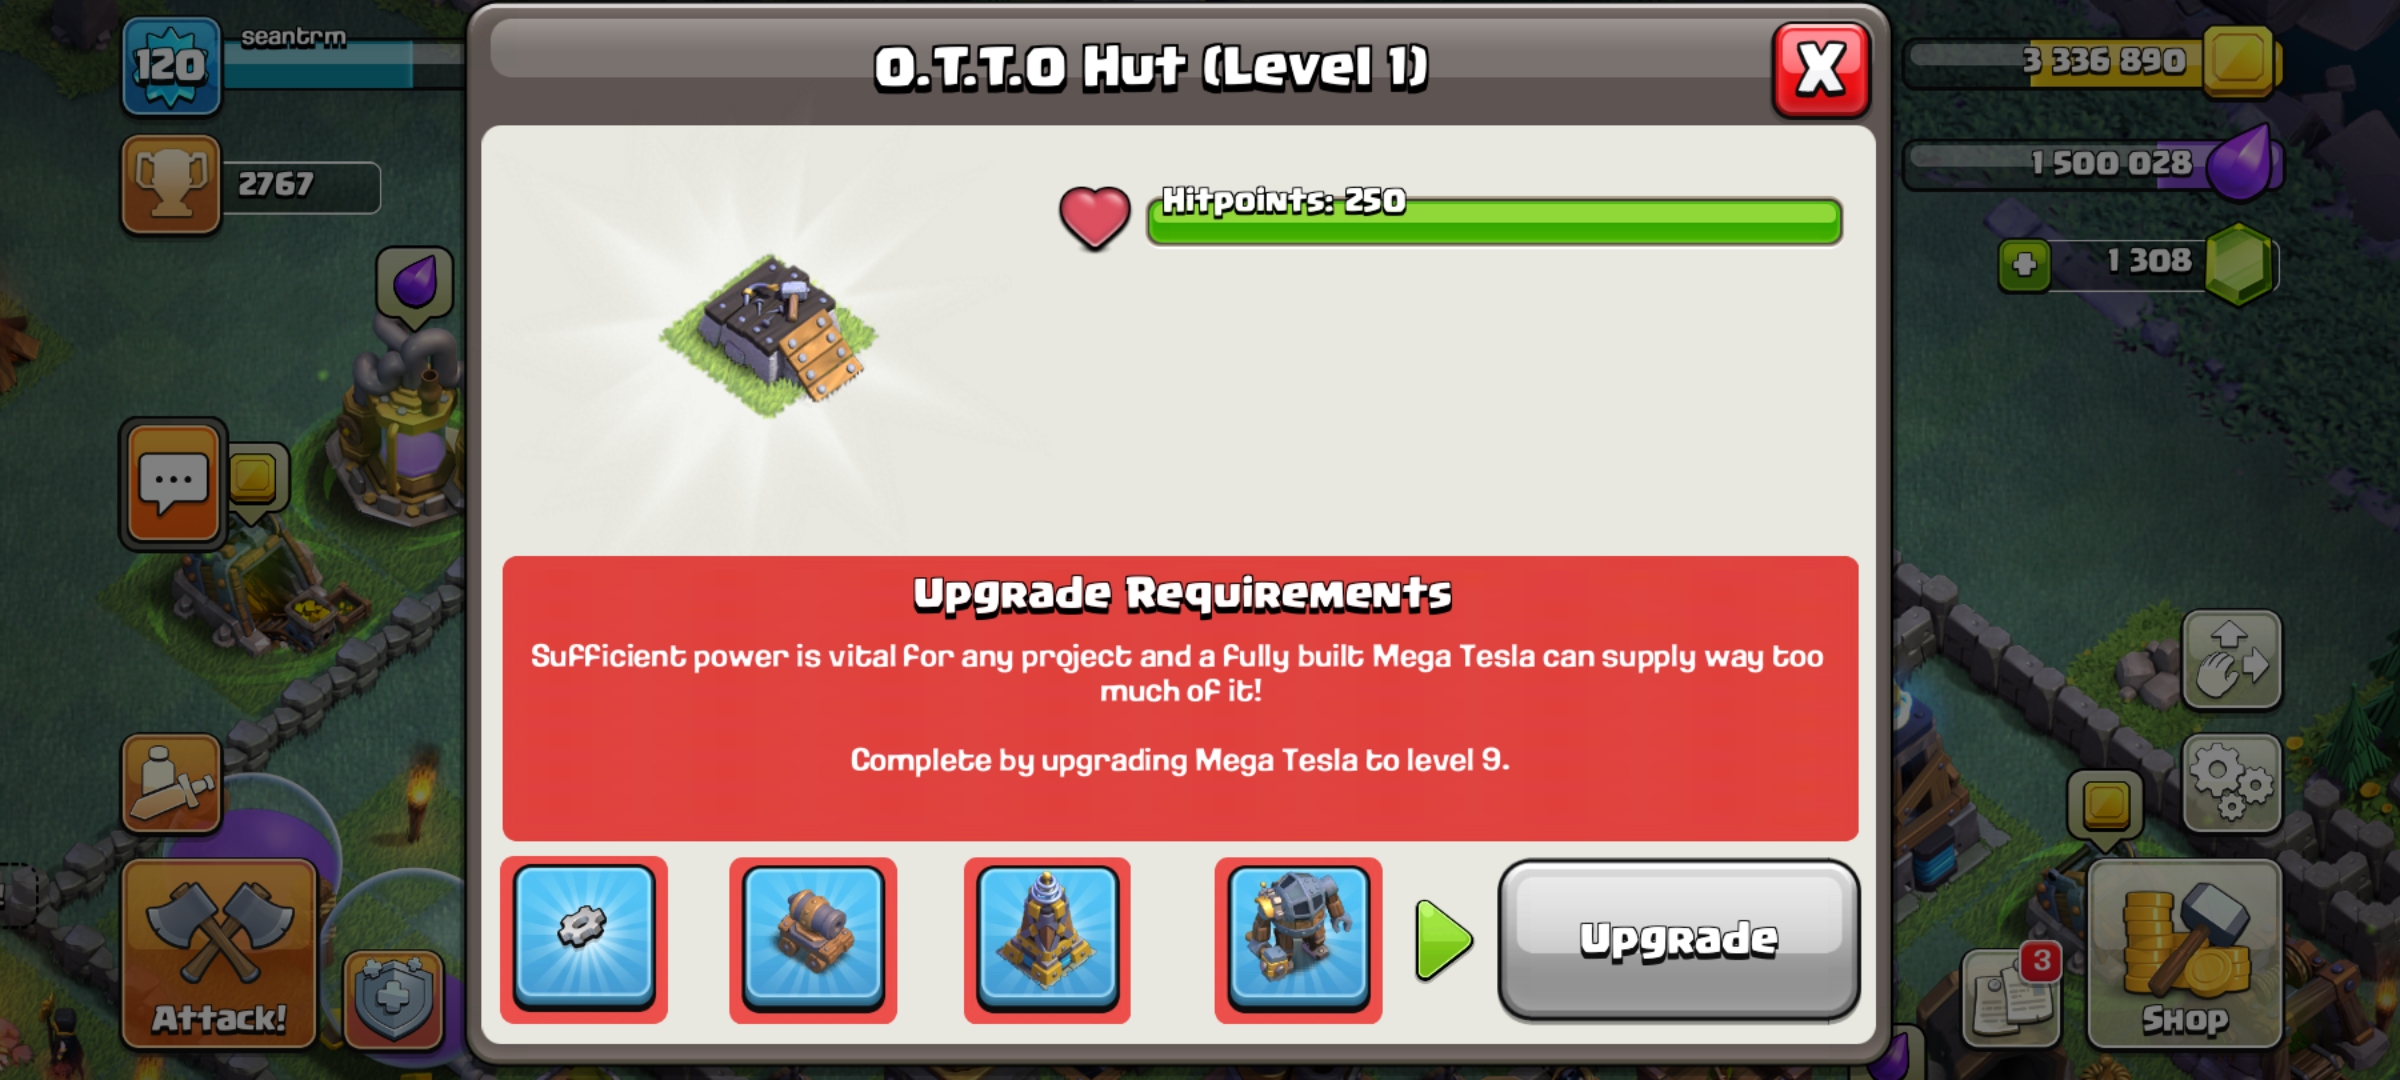 120
seantrm
O.T.T.O Hut (Level 1)
3 336 890
2767
1 500 028
Hitpoints: 250
1 308
Upgrade Requirements
Sufficient power is vital for any project and a fully built Mega Tesla can supply way too
much of it!
Complete by upgrading Mega Tesla to level 9.
Upgrade
3
Attack!
Shop